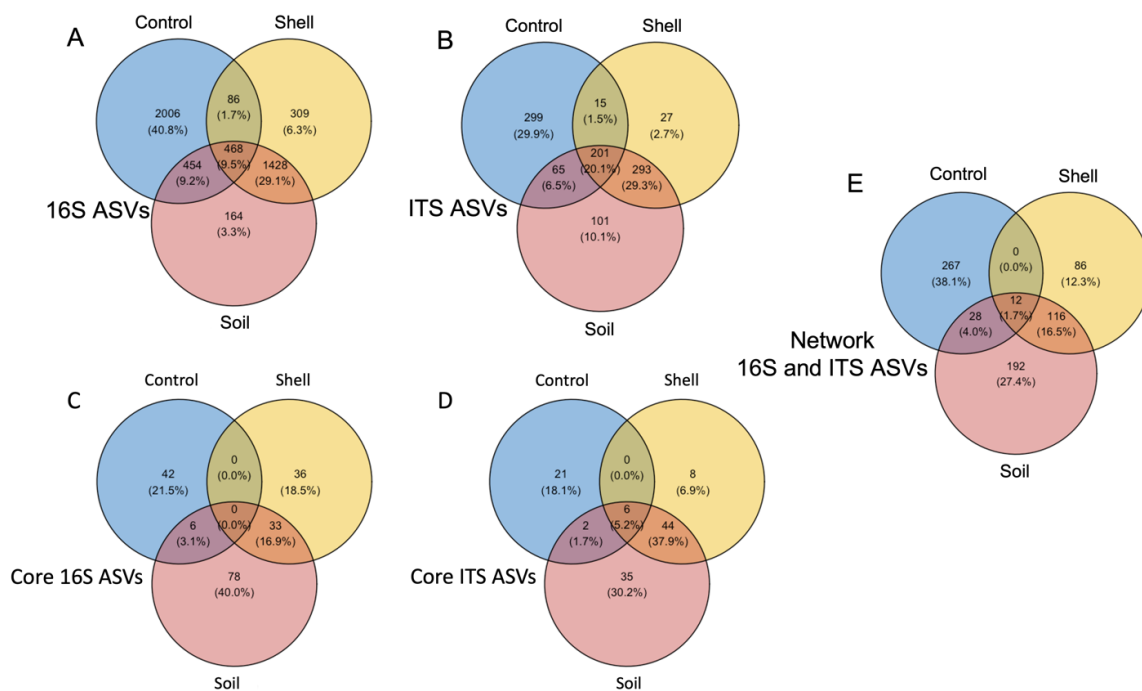 A
Control
Shell
2006
(40.8%)
86
(1.7%)
309
(6.3%)
468
(9.5%)
454
(9.2%)
1428
(29.1%)
164
(3.3%)
16S ASVs
Soil
B
Control
Shell
299
(29.9%)
15
(1.5%)
27
(2.7%)
201
(20.1%)
65
(6.5%)
293
(29.3%)
101
(10.1%)
ITS ASVs
Soil
C
Control
Shell
42
(21.5%)
0
(0.0%)
36
(18.5%)
0
(0.0%)
6
(3.1%)
33
(16.9%)
78
(40.0%)
Core 16S ASVs
Soil
D
Control
Shell
21
(18.1%)
0
(0.0%)
8
(6.9%)
6
(5.2%)
2
(1.7%)
44
(37.9%)
35
(30.2%)
Core ITS ASVs
Soil
E
Control
Shell
267
(38.1%)
0
(0.0%)
86
(12.3%)
12
(1.7%)
28
(4.0%)
116
(16.5%)
192
(27.4%)
Network
16S and ITS ASVs
Soil